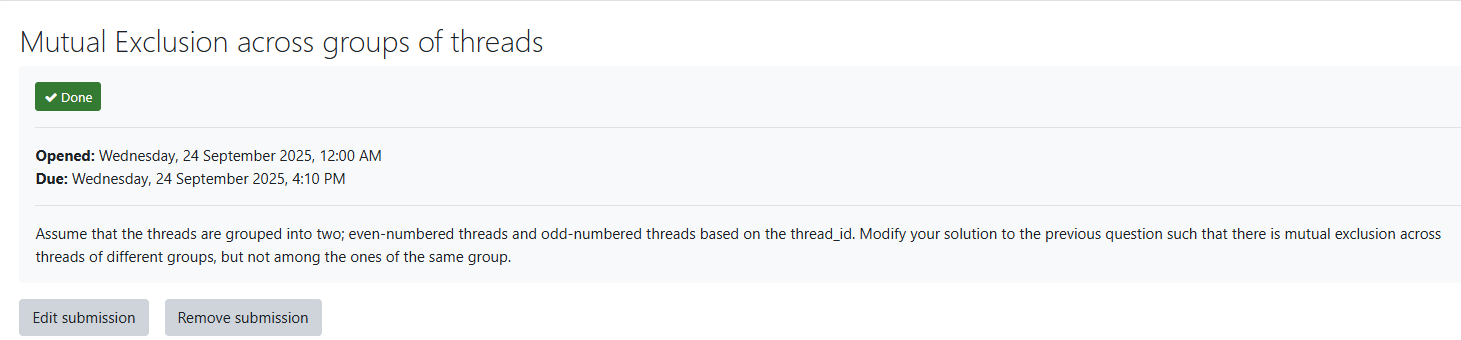 Mutual Exclusion across groups of threads
✔ Done
Opened: Wednesday, 24 September 2025, 12:00 AM
Due: Wednesday, 24 September 2025, 4:10 PM
Assume that the threads are grouped into two; even-numbered threads and odd-numbered threads based on the thread_id. Modify your solution to the previous question such that there is mutual exclusion across
threads of different groups, but not among the ones of the same group.
Edit submission Remove submission